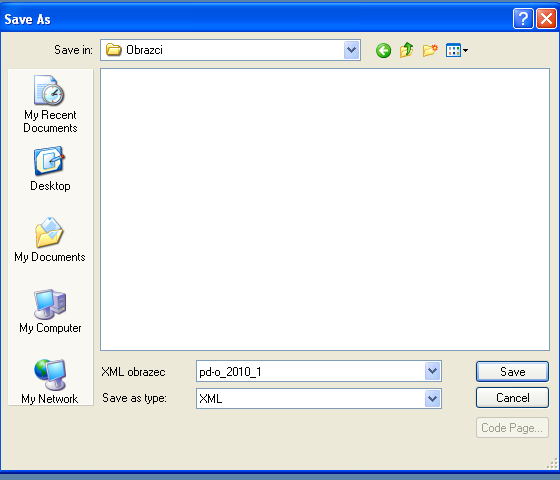 Save As
Save in:
Obrazci
My Recent
Documents
Desktop
My Documents
My Computer
My Network
XML obrazec
pd-o_2010_1
Save
Save as type:
XML
Cancel
Code Page...